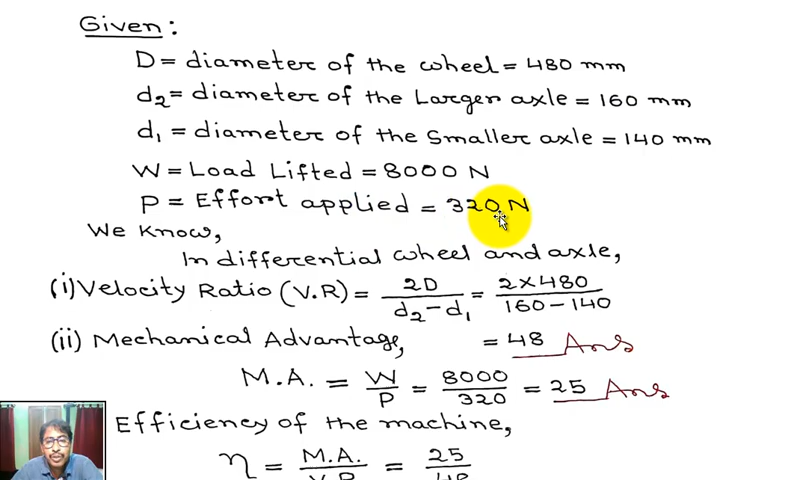 Given:
D = diameter of the wheel = 480 mm
d₂ = diameter of the Larger axle = 160 mm
d₁ = diameter of the Smaller axle = 140 mm
W = Load Lifted = 8000 N
P = Effort applied = 320 N
We Know,
In differential wheel and axle,
(i) Velocity Ratio (V.R) = 2D / (d₂ - d₁) = 2 × 480 / (160 - 140)
= 48 Ans
(ii) Mechanical Advantage,
M.A. = W / P = 8000 / 320 = 25 Ans
Efficiency of the machine,
η = M.A. / V.R = 25 / 48